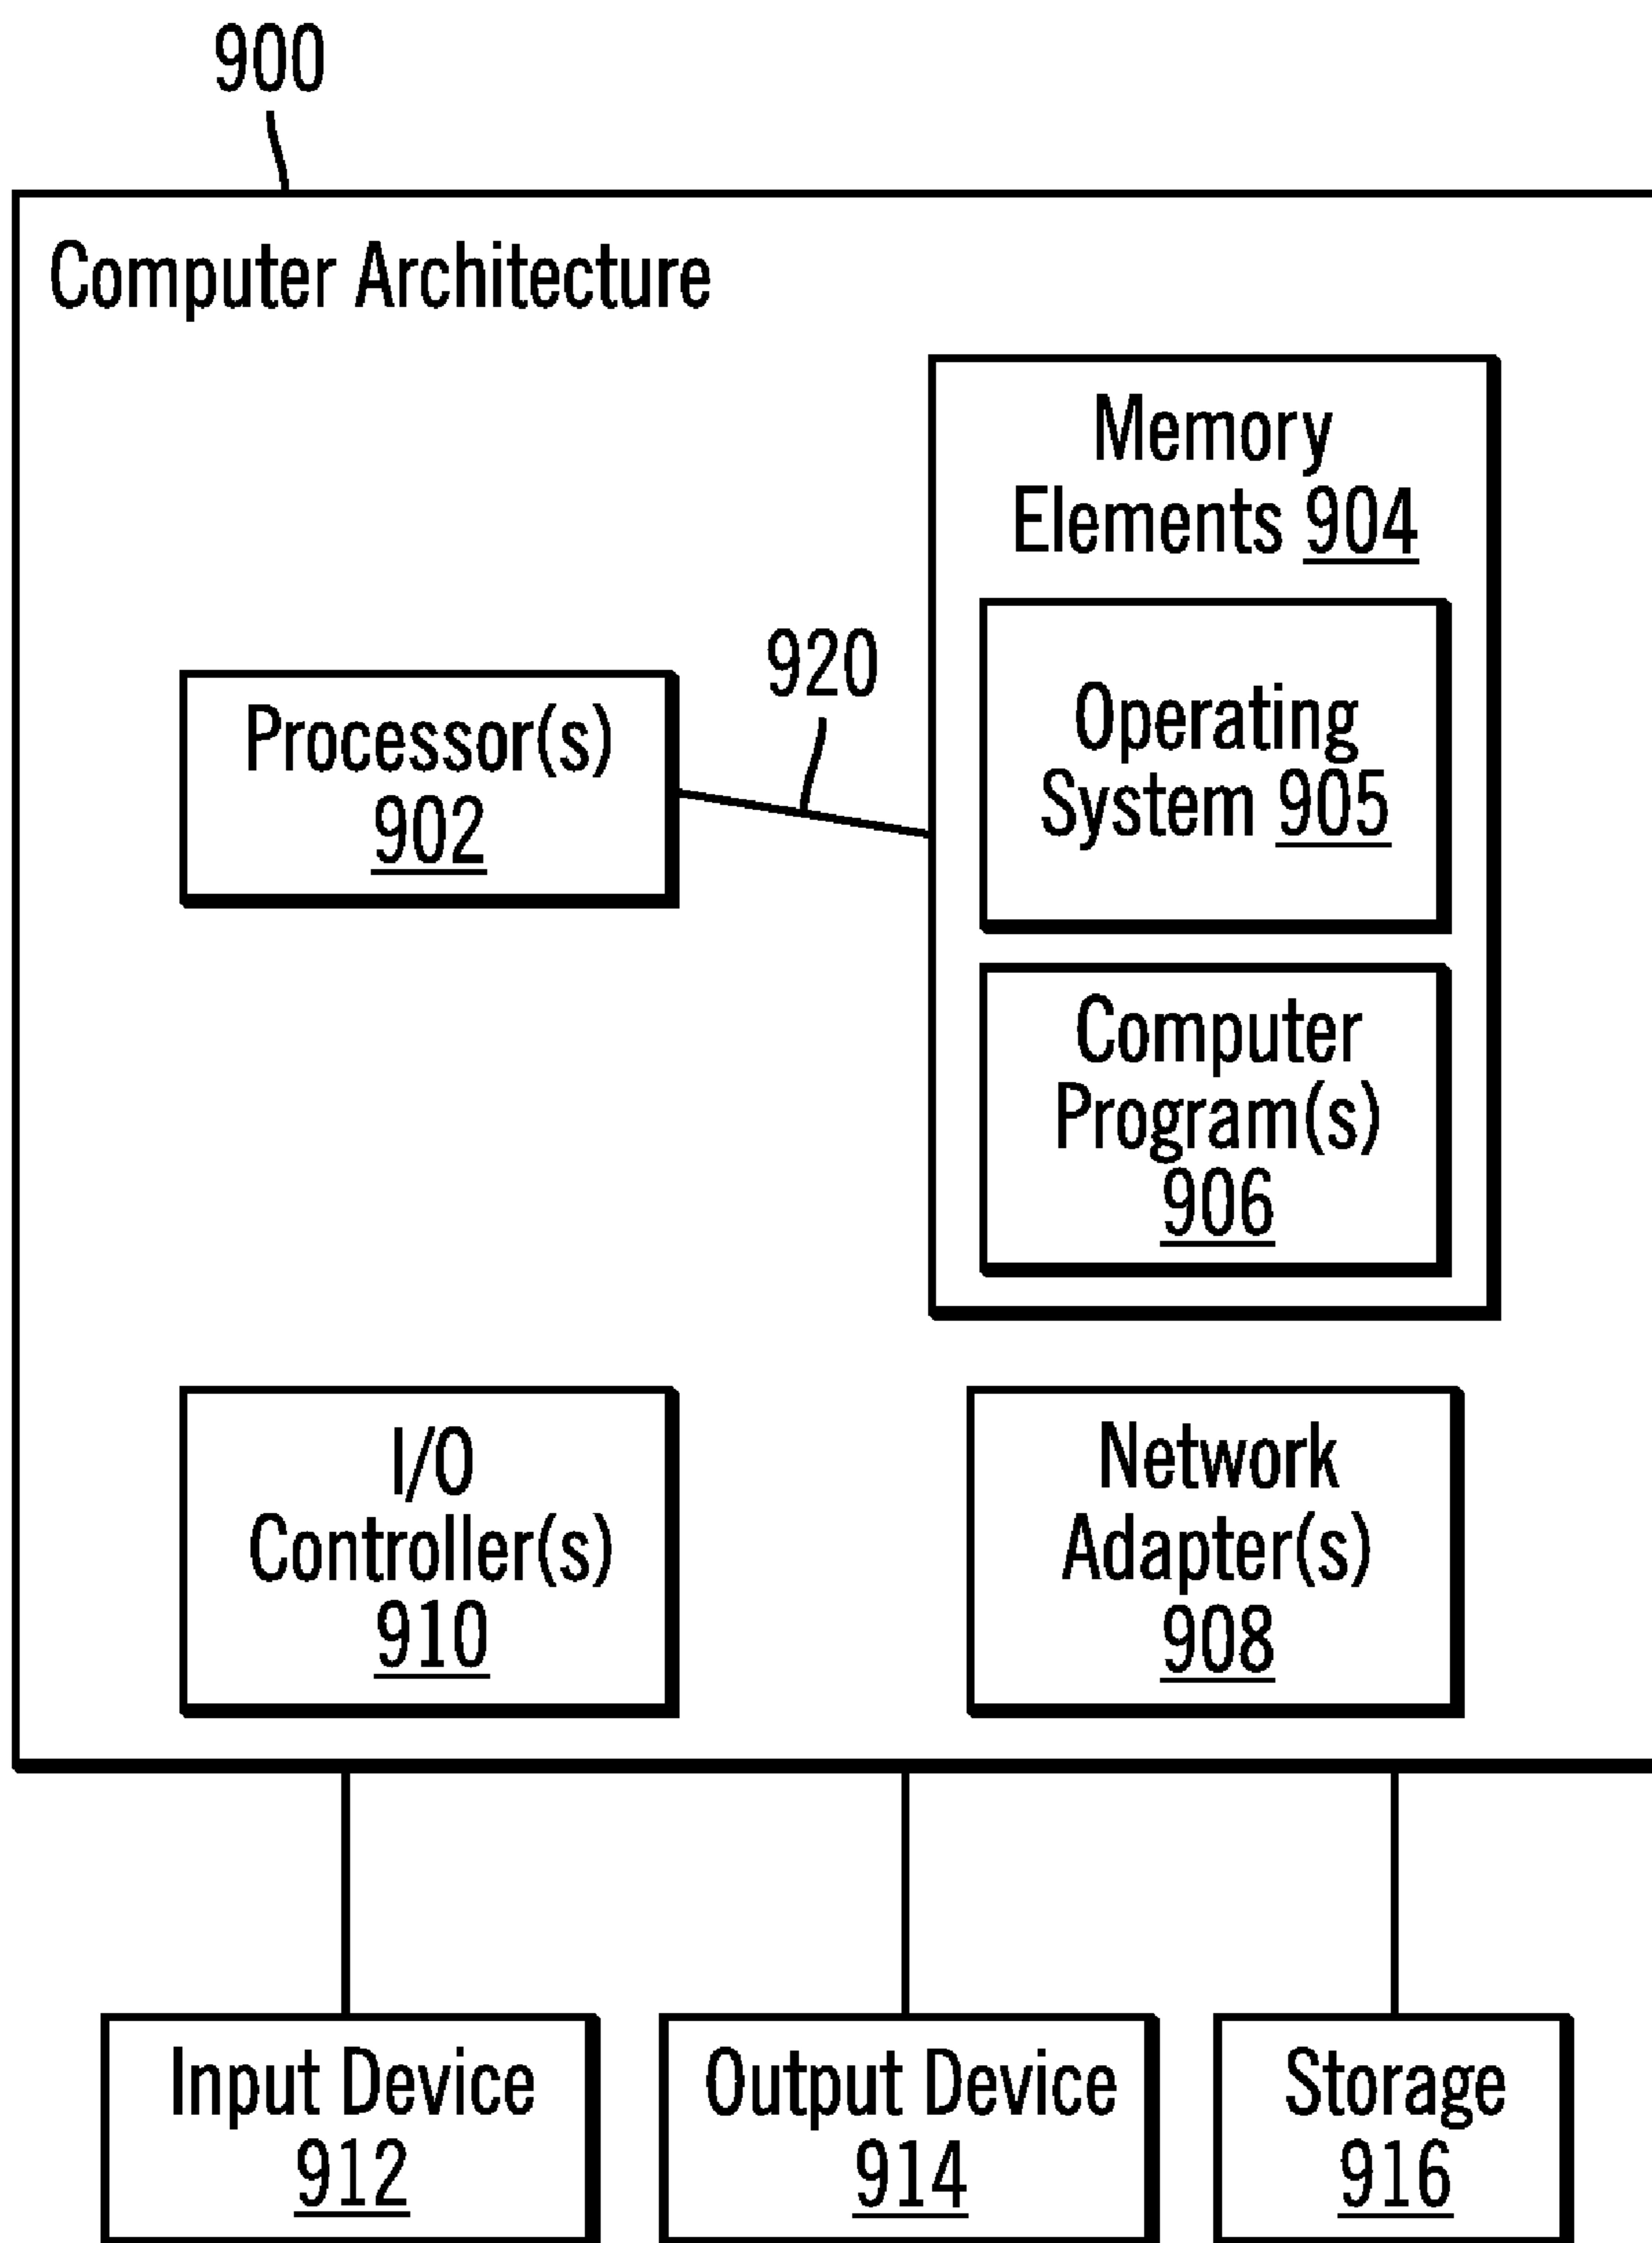 900
Computer Architecture
Memory
Elements 904
920
Processor(s)
902
Operating
System 905
Computer
Program(s)
906
I/O
Controller(s)
910
Network
Adapter(s)
908
Input Device
912
Output Device
914
Storage
916